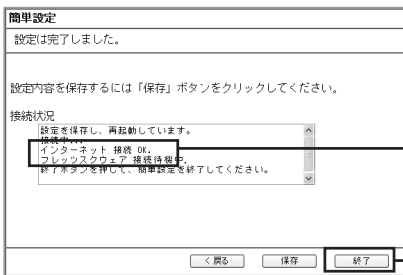 簡単設定
設定は完了しました。
設定内容を保存するには「保存」ボタンをクリックしてください。
接続状況
設定を保存し、再起動しています。
接続中...
インターネット 接続 OK.
フレッツスクウェア 接続待機中.
終了ボタンを押して、簡単設定を終了してください。
< 戻る 保存 終了